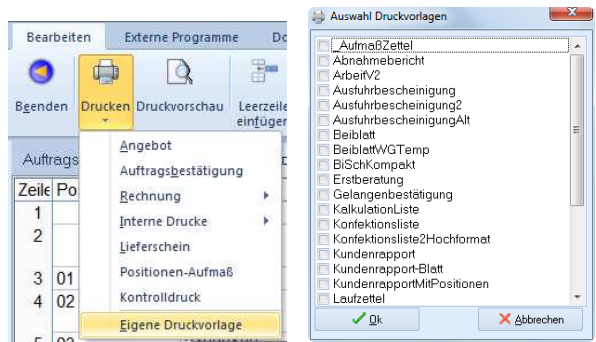 Bearbeiten Externe Programme
Beenden Drucken Druckvorschau Leerzeile
einfügen
Auftrags
Angebot
Auftragsbestätigung
Rechnung
Interne Drucke
Lieferschein
Positionen-Aufmaß
Kontrolldruck
Eigene Druckvorlage
Zeile Po
1
2
3 01
4 02
Auswahl Druckvorlagen
_AufmaßZettel
Abnahmebericht
ArbeitV2
Ausfuhrbescheinigung
Ausfuhrbescheinigung2
AusfuhrbescheinigungAlt
Beiblatt
BeiblattWGTemp
BiSchKompakt
Erstberatung
Gelangenbestätigung
KalkulationListe
Konfektionsliste
Konfektionsliste2Hochformat
Kundenrapport
Kundenrapport-Blatt
KundenrapportMitPositionen
Laufzettel
Ok Abbrechen